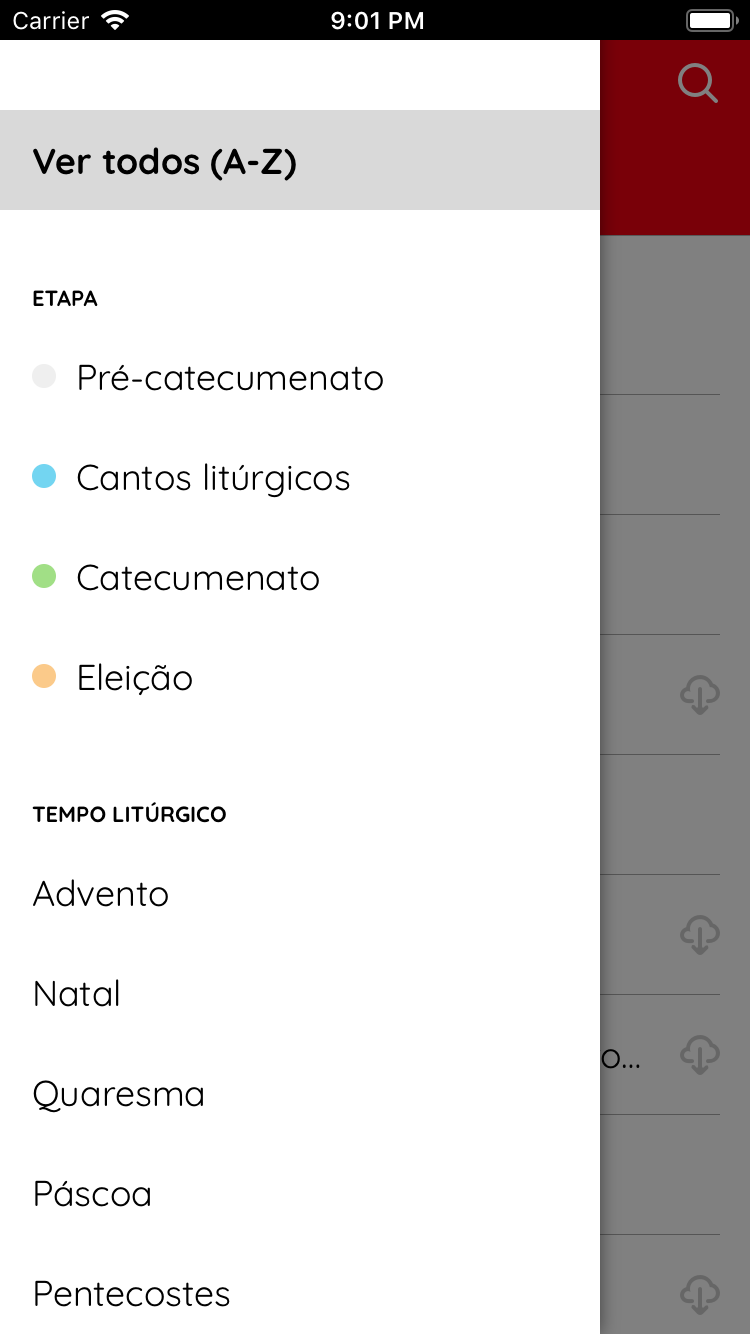 Carrier 9:01 PM
Ver todos (A-Z)
ETAPA
Pré-catecumenato
Cantos litúrgicos
Catecumenato
Eleição
TEMPO LITÚRGICO
Advento
Natal
o...
Quaresma
Páscoa
Pentecostes